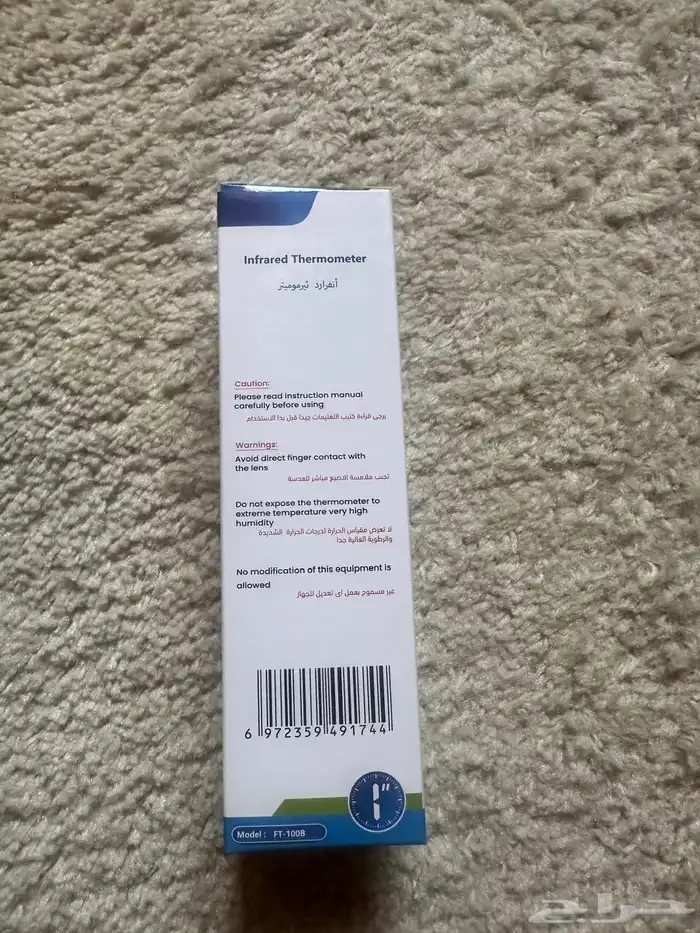 Infrared Thermometer
أنفرارد ثيرموميتر
Caution:
Please read instruction manual
carefully before using
يرجى قراءة كتيب التعليمات جيدا قبل بدا الاستخدام
Warnings:
Avoid direct finger contact with
the lens
تجنب ملامسة الاصبع مباشر للعدسة
Do not expose the thermometer to
extreme temperature very high
humidity
لا تعرض مقياس الحرارة لدرجات الحرارة الشديدة
والرطوبة العالية جدا
No modification of this equipment is
allowed
غير مسموح بعمل اى تعديل للأجهاز
6 972359 491744
1"
Model : FT-100B
حراج